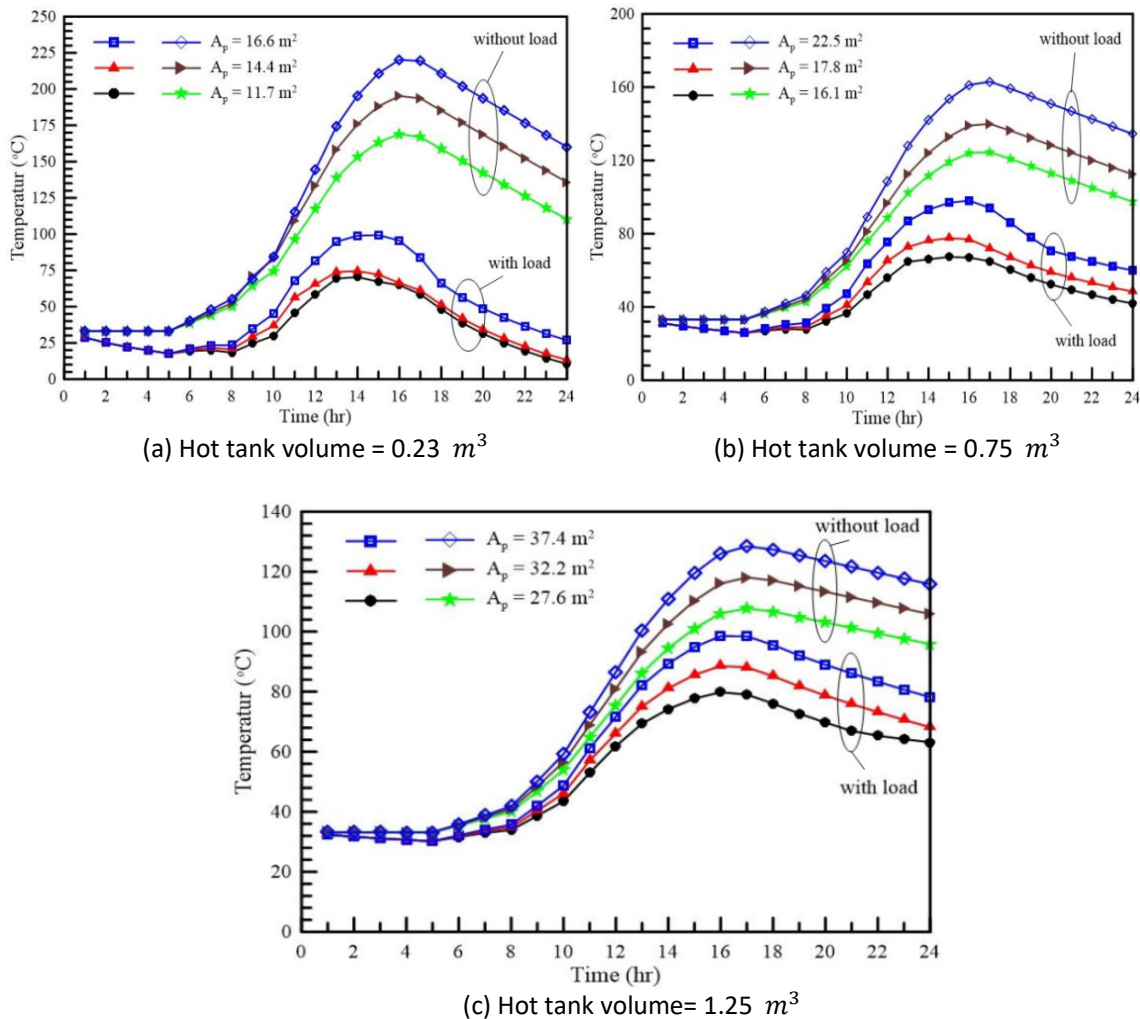 250
225
200
175
150
125
100
75
50
25
0
Temperatur (°C)
A_p = 16.6 m²
A_p = 14.4 m²
A_p = 11.7 m²
without load
with load
0 2 4 6 8 10 12 14 16 18 20 22 24
Time (hr)
(a) Hot tank volume = 0.23 m³
200
160
120
80
40
0
Temperatur (°C)
A_p = 22.5 m²
A_p = 17.8 m²
A_p = 16.1 m²
without load
with load
0 2 4 6 8 10 12 14 16 18 20 22 24
Time (hr)
(b) Hot tank volume = 0.75 m³
140
120
100
80
60
40
20
0
Temperatur (°C)
A_p = 37.4 m²
A_p = 32.2 m²
A_p = 27.6 m²
without load
with load
0 2 4 6 8 10 12 14 16 18 20 22 24
Time (hr)
(c) Hot tank volume= 1.25 m³